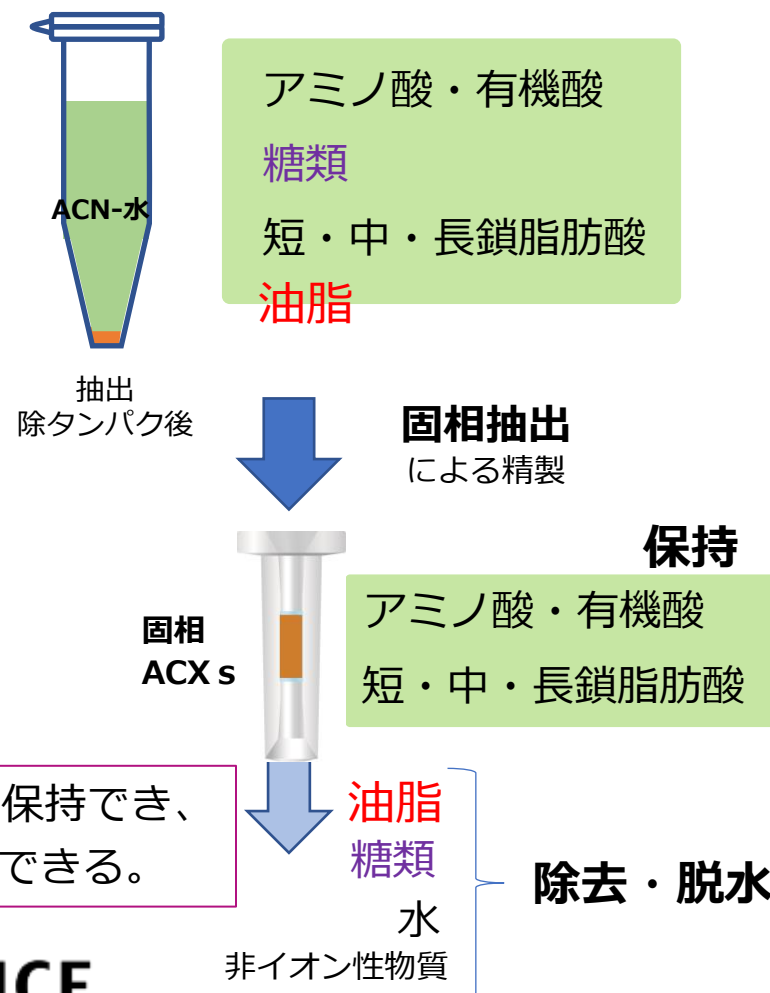 ACN-水
アミノ酸・有機酸
糖類
短・中・長鎖脂肪酸
油脂
抽出
除タンパク後
固相抽出
による精製
保持
固相
ACX s
アミノ酸・有機酸
短・中・長鎖脂肪酸
保持でき、
できる。
油脂
糖類
水
非イオン性物質
除去・脱水